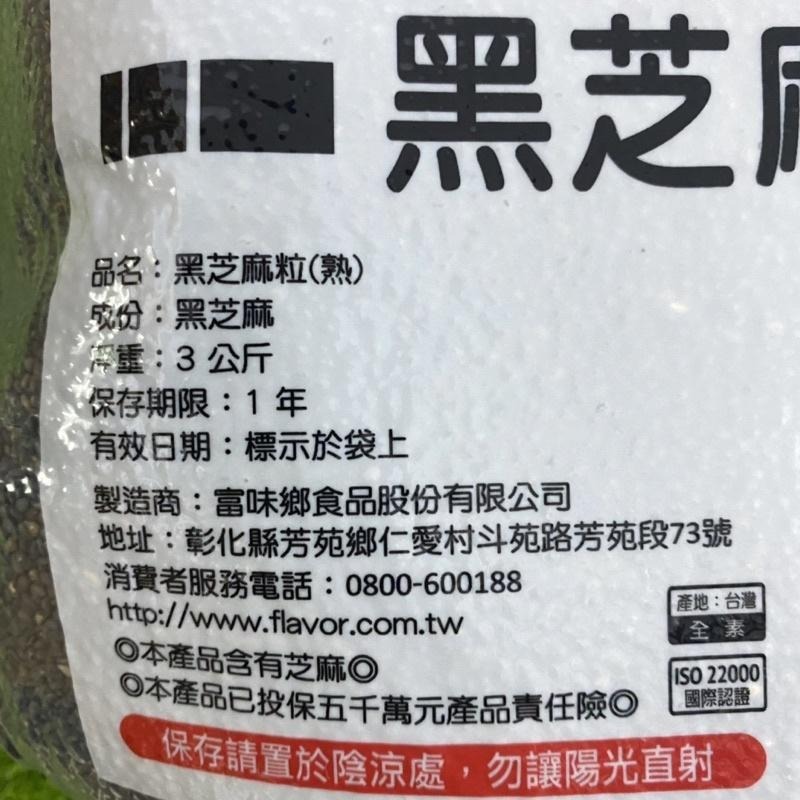 黑芝麻
品名：黑芝麻粒(熟)
成份：黑芝麻
淨重：3 公斤
保存期限：1 年
有效日期：標示於袋上
製造商：富味鄉食品股份有限公司
地址：彰化縣芳苑鄉仁愛村斗苑路芳苑段73號
消費者服務電話：0800-600188
http://www.flavor.com.tw
◎本產品含有芝麻◎
◎本產品已投保五千萬元產品責任險◎
產地：台灣
全素
ISO 22000
國際認證
保存請置於陰涼處，勿讓陽光直射